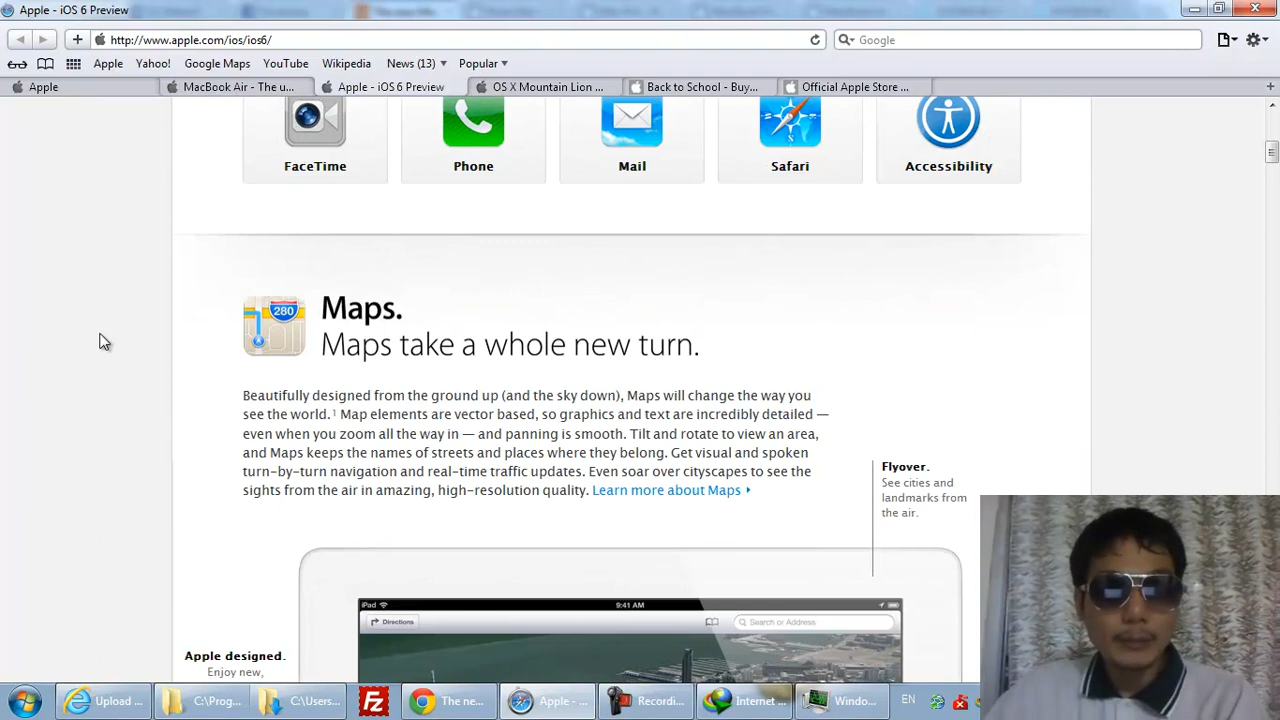 Apple - iOS 6 Preview
http://www.apple.com/ios/ios6/
Google
Apple Yahoo! Google Maps YouTube Wikipedia News (13) Popular
Apple MacBook Air - The u... Apple - iOS 6 Preview OS X Mountain Lion ... Back to School - Buy... Official Apple Store ...
FaceTime Phone Mail Safari Accessibility
280
Maps.
Maps take a whole new turn.
Beautifully designed from the ground up (and the sky down), Maps will change the way you
see the world.¹ Map elements are vector based, so graphics and text are incredibly detailed —
even when you zoom all the way in — and panning is smooth. Tilt and rotate to view an area,
and Maps keeps the names of streets and places where they belong. Get visual and spoken
turn-by-turn navigation and real-time traffic updates. Even soar over cityscapes to see the
sights from the air in amazing, high-resolution quality. Learn more about Maps
Flyover.
See cities and
landmarks from
the air.
iPad 9:41 AM
Directions Search or Address
Apple designed.
Enjoy new,
Upload ... C:\Prog... C:\Users... Fz The ne... Apple - ... Recordi... Internet ... Windo... EN